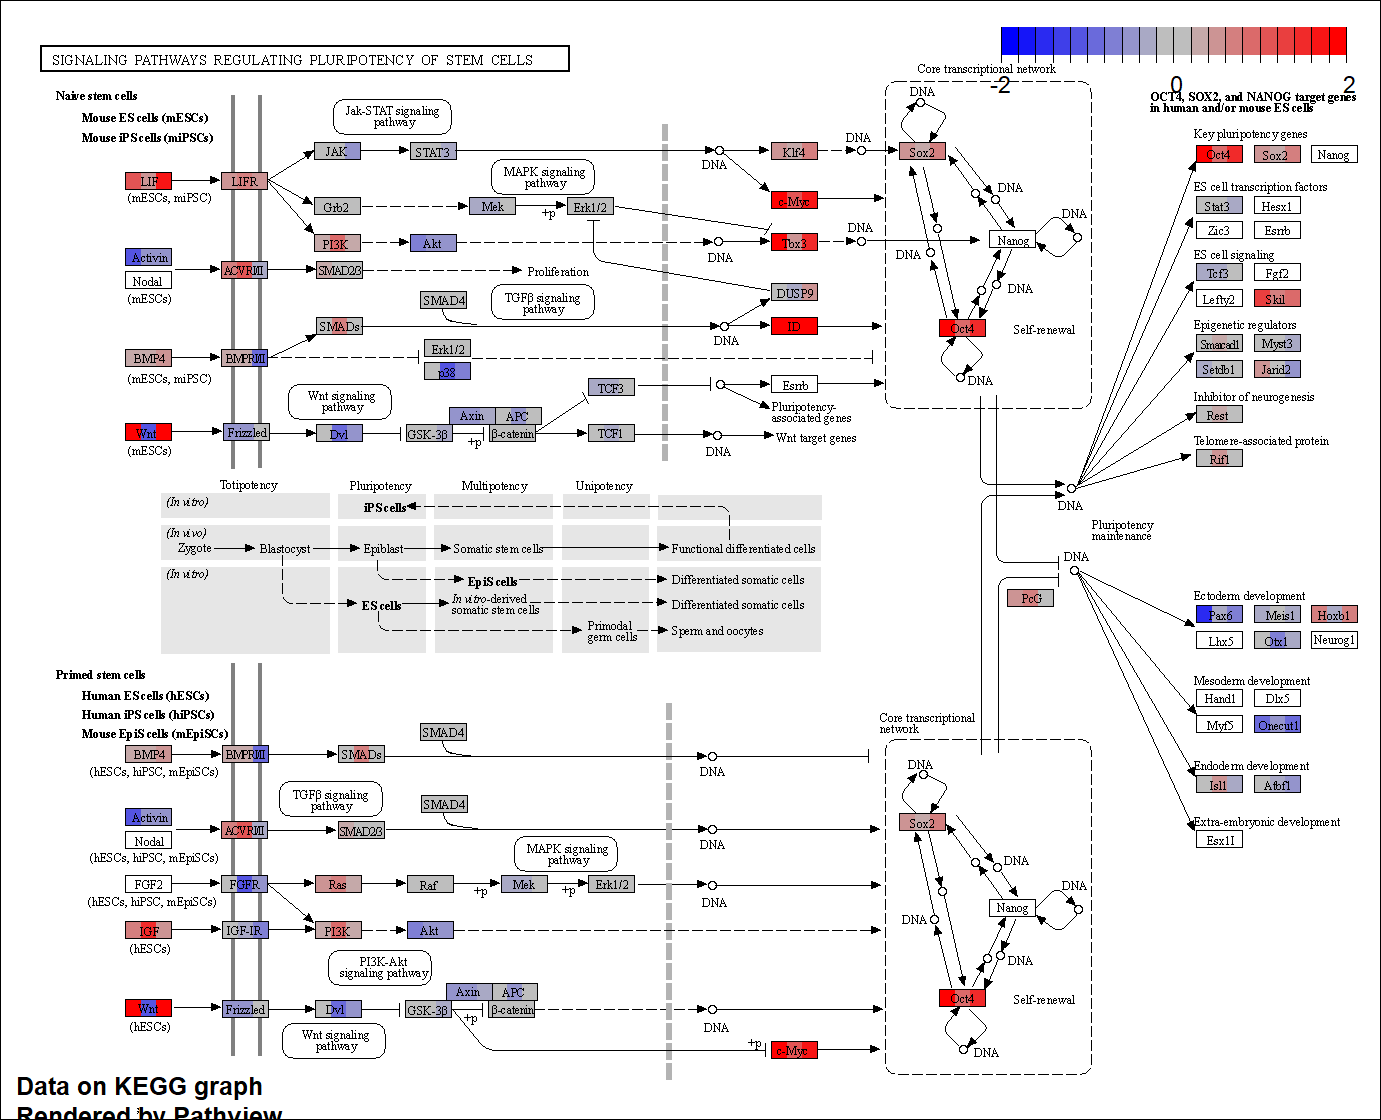 SIGNALING PATHWAYS REGULATING PLURIPOTENCY OF STEM CELLS
-2 0 2
Naive stem cells
Mouse ES cells (mESCs)
Mouse iPS cells (miPSCs)
Jak-STAT signaling
pathway
JAK
STAT3
LIF
(mESCs, miPSC)
LIFR
Grb2
MAPK signaling
pathway
Mek
+p
Erk1/2
PI3K
Akt
Activin
Nodal
(mESCs)
ACVRI/II
SMAD2/3
Proliferation
SMAD4
TGFβ signaling
pathway
SMADs
BMP4
(mESCs, miPSC)
BMPRI/II
Erk1/2
p38
Wnt signaling
pathway
Wnt
(mESCs)
Frizzled
Dvl
GSK-3β
Axin
APC
+p
β-catenin
TCF3
TCF1
DNA
Klf4
DNA
c-Myc
DNA
Tbx3
DNA
DUSP9
ID
DNA
Esrrb
Pluripotency-
associated genes
DNA
Wnt target genes
Core transcriptional network
DNA
Sox2
DNA
DNA
Nanog
DNA
DNA
Oct4
Self-renewal
DNA
OCT4, SOX2, and NANOG target genes
in human and/or mouse ES cells
Key pluripotency genes
Oct4
Sox2
Nanog
ES cell transcription factors
Stat3
Hesx1
Zic3
Esrrb
ES cell signaling
Tcf3
Fgf2
Lefty2
Skil
Epigenetic regulators
Smarcad1
Myst3
Setdb1
Jarid2
Inhibitor of neurogenesis
Rest
Telomere-associated protein
Rif1
DNA
Pluripotency
maintenance
DNA
PcG
Ectoderm development
Pax6
Meis1
Hoxb1
Lhx5
Otx1
Neurog1
Mesoderm development
Hand1
Dlx5
Myf5
Onecut1
Endoderm development
Isl1
Atbf1
Extra-embryonic development
Esx1l
Totipotency
Pluripotency
Multipotency
Unipotency
(In vitro)
iPS cells
(In vivo)
Zygote
Blastocyst
Epiblast
Somatic stem cells
Functional differentiated cells
(In vitro)
EpiS cells
Differentiated somatic cells
ES cells
In vitro-derived
somatic stem cells
Differentiated somatic cells
Primodal
germ cells
Sperm and oocytes
Primed stem cells
Human ES cells (hESCs)
Human iPS cells (hiPSCs)
Mouse EpiS cells (mEpiSCs)
BMP4
(hESCs, hiPSC, mEpiSCs)
BMPRI/II
SMADs
SMAD4
DNA
TGFβ signaling
pathway
Activin
Nodal
(hESCs, hiPSC, mEpiSCs)
ACVRI/II
SMAD2/3
SMAD4
DNA
MAPK signaling
pathway
FGF2
(hESCs, hiPSC, mEpiSCs)
FGFR
Ras
Raf
+p
Mek
+p
Erk1/2
DNA
IGF
(hESCs)
IGF-IR
PI3K
Akt
PI3K-Akt
signaling pathway
Wnt
(hESCs)
Frizzled
Dvl
GSK-3β
Axin
APC
+p
β-catenin
DNA
Wnt signaling
pathway
+p
c-Myc
Core transcriptional
network
DNA
Sox2
DNA
DNA
Nanog
DNA
DNA
Oct4
Self-renewal
DNA
Data on KEGG graph
Rendered by Pathview